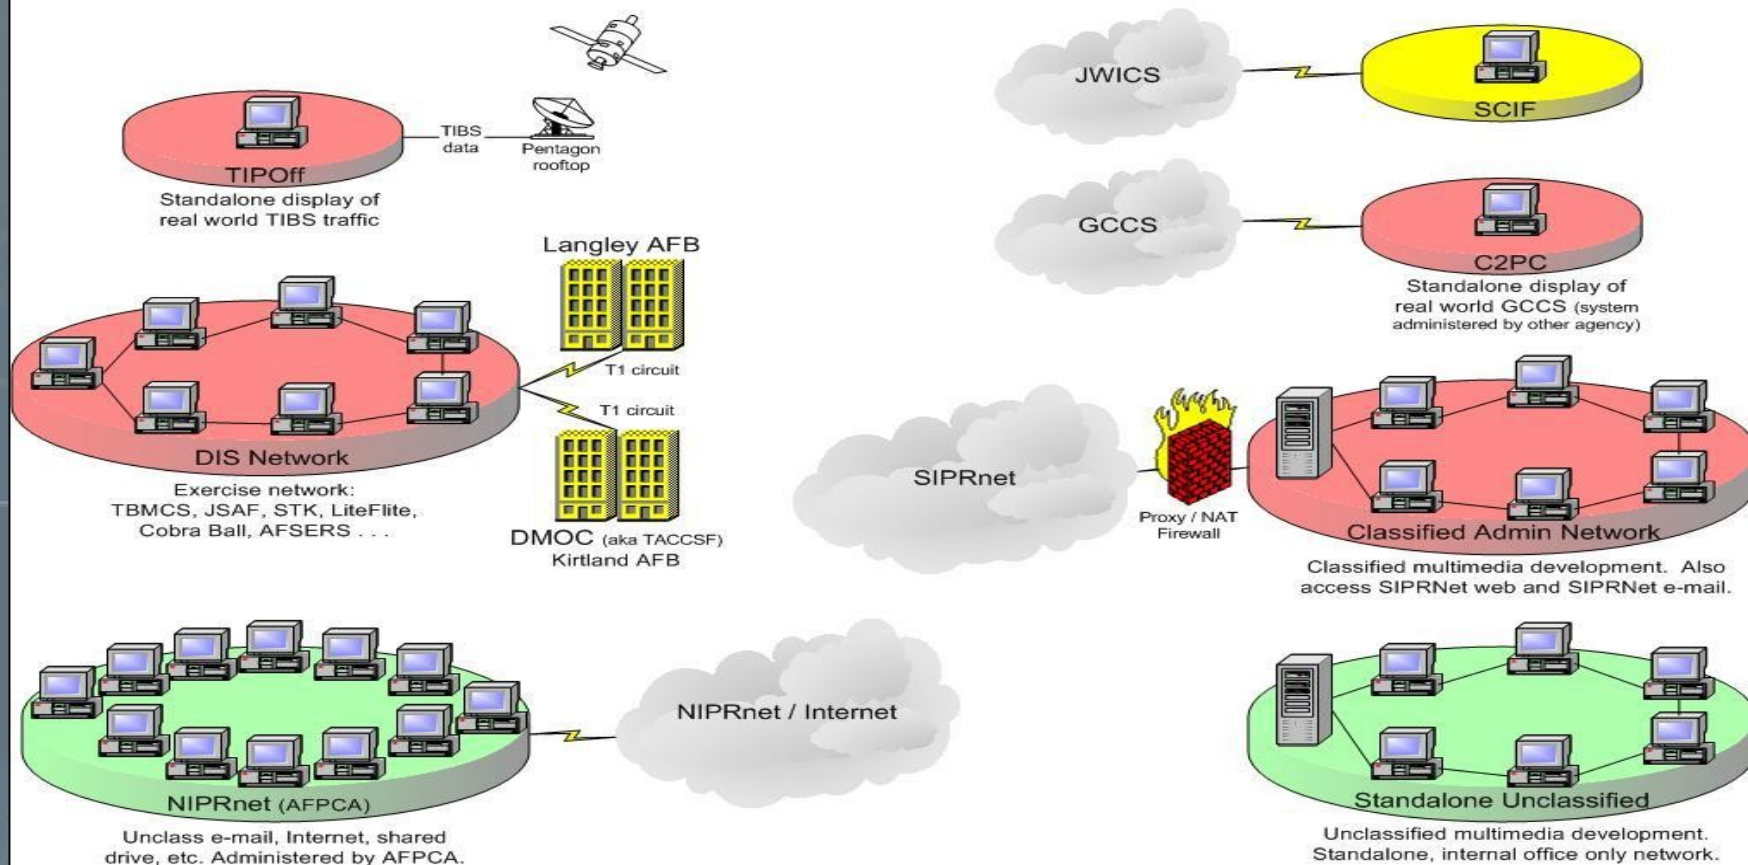 TIBS
data
Pentagon
rooftop
TIPOff
Standalone display of
real world TIBS traffic
JWICS
SCIF
GCCS
C2PC
Standalone display of
real world GCCS (system
administered by other agency)
Langley AFB
T1 circuit
T1 circuit
DIS Network
Exercise network:
TBMCS, JSAF, STK, LiteFlite,
Cobra Ball, AFSERS . . .
DMOC (aka TACCSF)
Kirtland AFB
SIPRnet
Proxy / NAT
Firewall
Classified Admin Network
Classified multimedia development. Also
access SIPRNet web and SIPRNet e-mail.
NIPRnet (AFPCA)
Unclass e-mail, Internet, shared
drive, etc. Administered by AFPCA.
NIPRnet / Internet
Standalone Unclassified
Unclassified multimedia development.
Standalone, internal office only network.